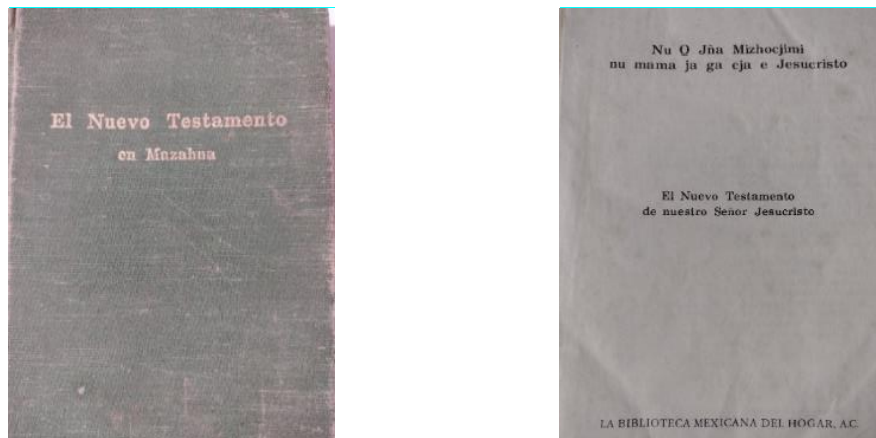 El Nuevo Testamento
en Mazahua
Nu O̱ Jña Mizhocjimi
nu mama ja ga cja e Jesucristo
El Nuevo Testamento
de nuestro Señor Jesucristo
LA BIBLIOTECA MEXICANA DEL HOGAR, A.C.